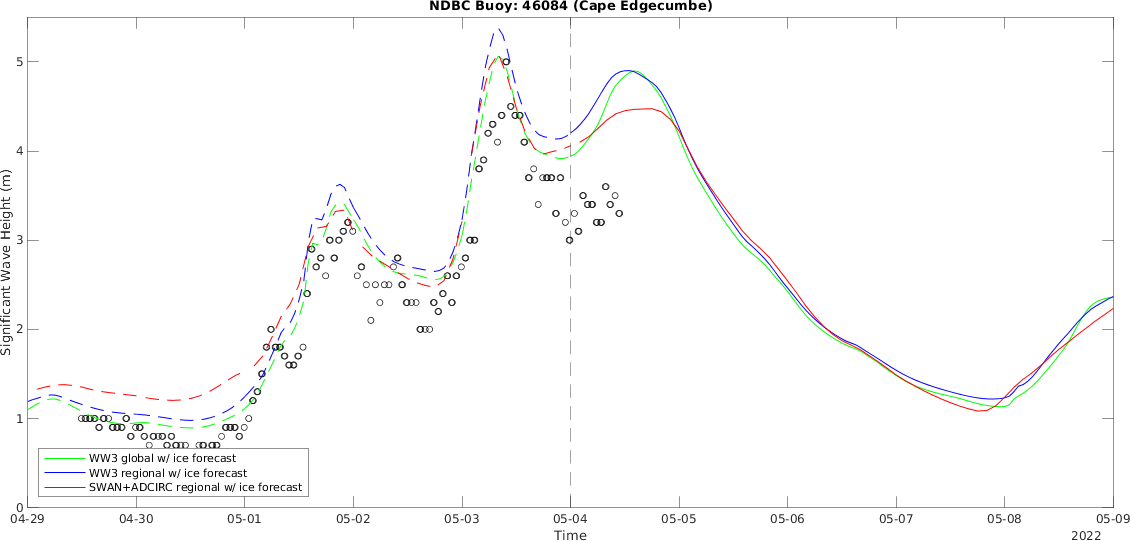 NDBC Buoy: 46084 (Cape Edgecumbe)
Significant Wave Height (m)
5
4
3
2
1
0
WW3 global w/ ice forecast
WW3 regional w/ ice forecast
SWAN+ADCIRC regional w/ ice forecast
04-29 04-30 05-01 05-02 05-03 05-04 05-05 05-06 05-07 05-08 05-09
Time
2022